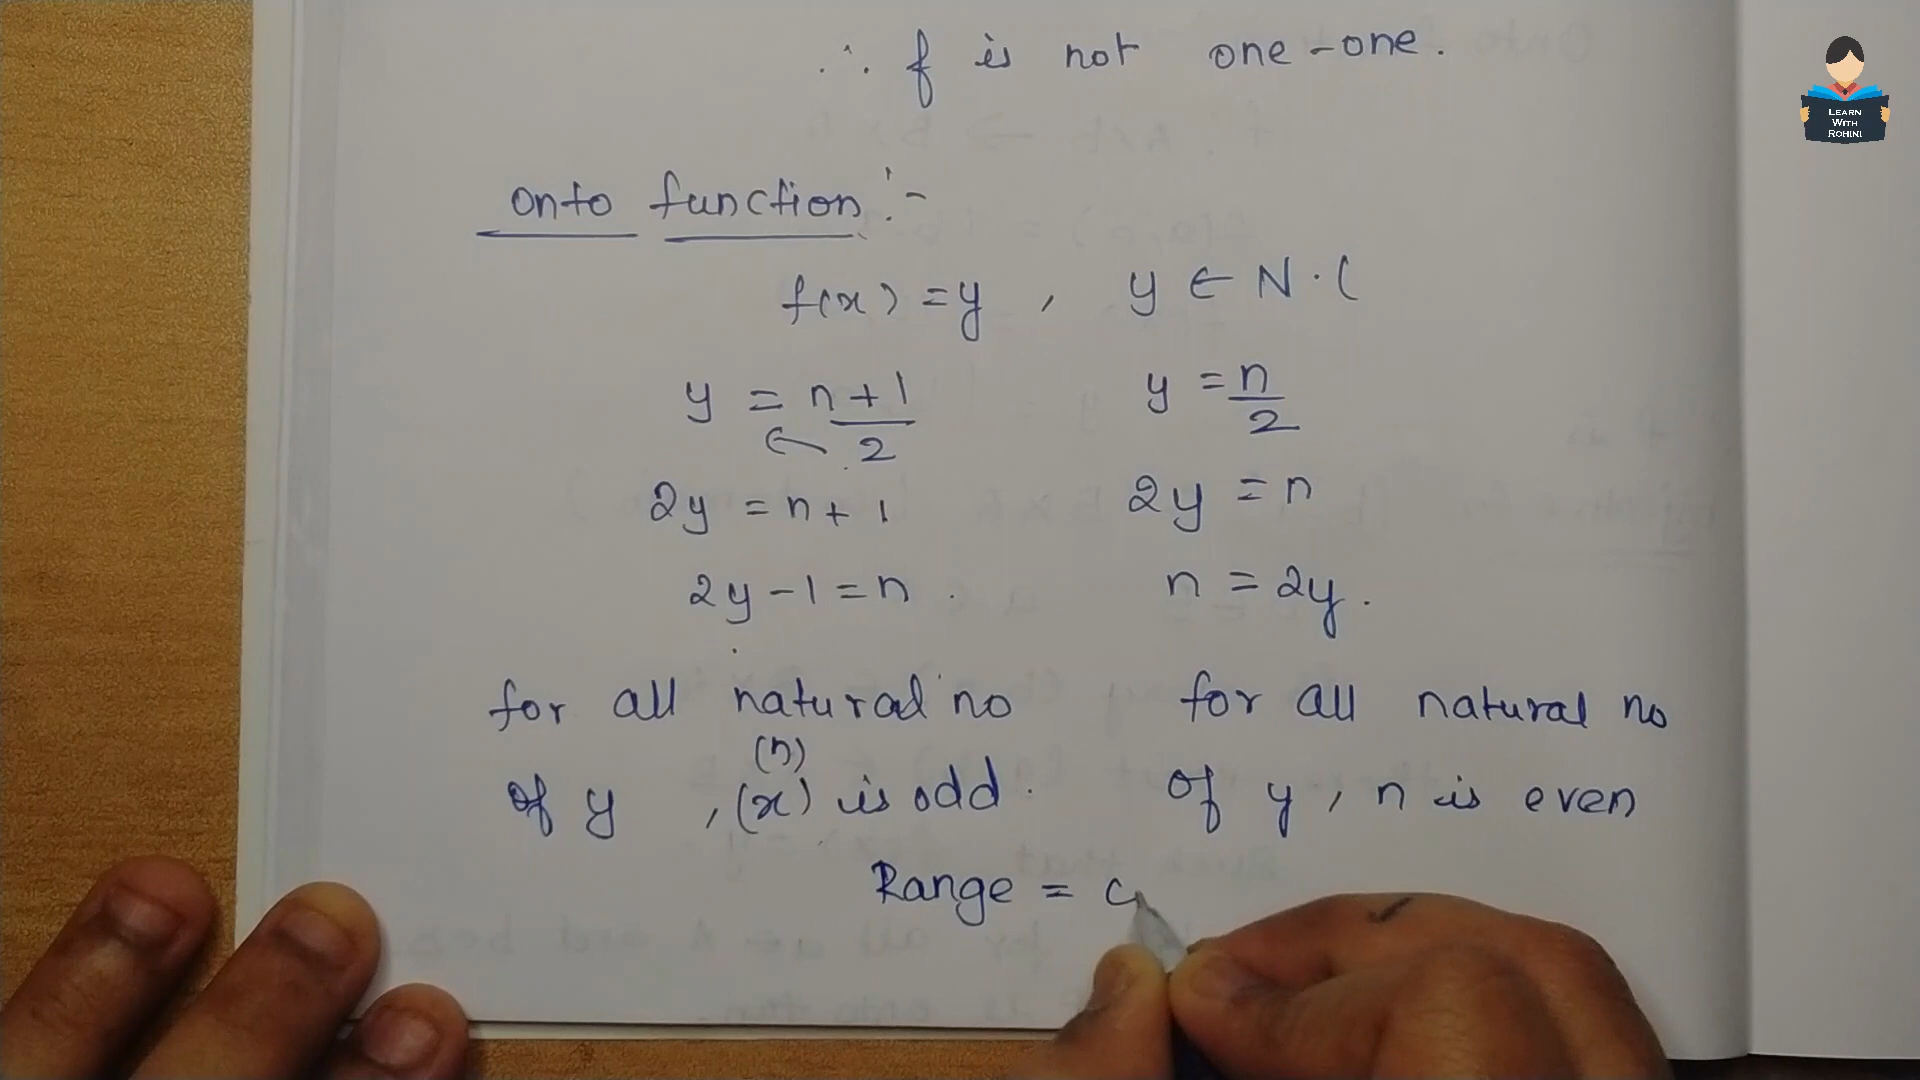 ∴ f is not one-one.
LEARN
WITH
ROHINI
onto function :-
f(x) = y , y ∈ N · (
y = n+1/2 y = n/2
2y = n+1 2y = n
2y-1 = n . n = 2y .
for all natural no for all natural no
(n)
of y , (x) is odd . of y , n is even
Range = c